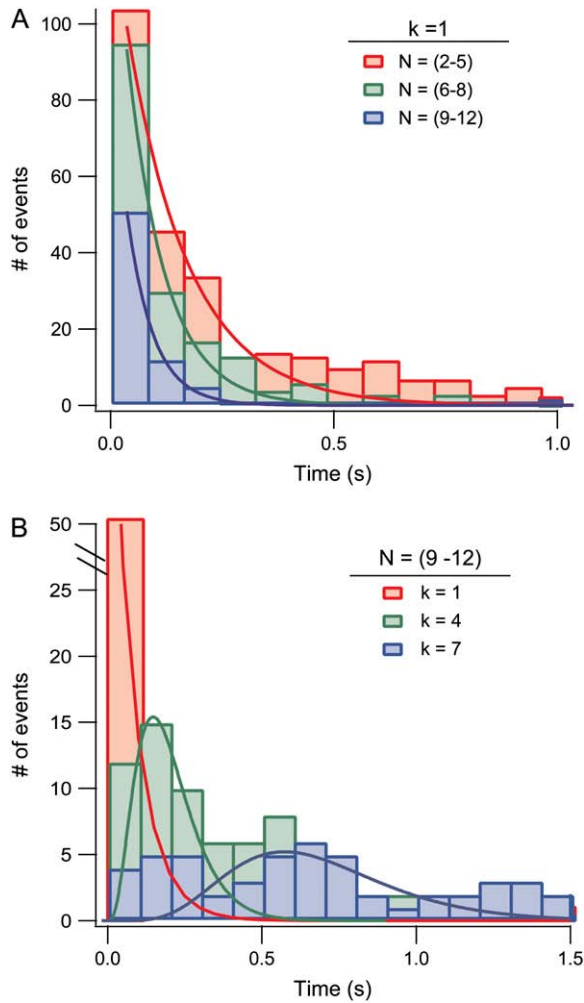 A
k =1
N = (2-5)
N = (6-8)
N = (9-12)
# of events
100
80
60
40
20
0
0.0
0.5
1.0
Time (s)
B
N = (9 -12)
k = 1
k = 4
k = 7
# of events
50
25
20
15
10
5
0
0.0
0.5
1.0
1.5
Time (s)